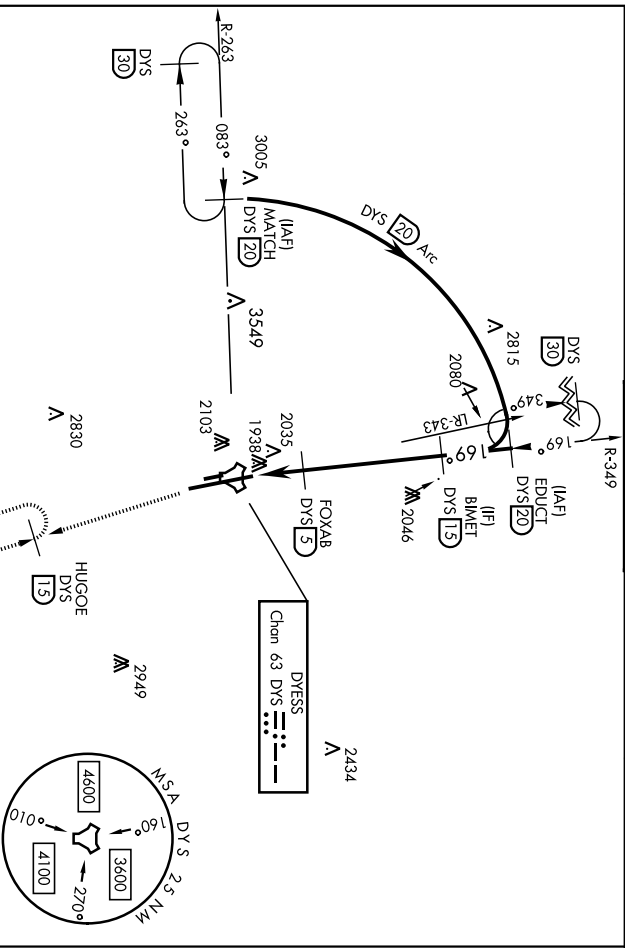 R-349
DYS 30
349°
169°
(IAF)
EDUCT
DYS 20
2815
DYS 20 Arc
2080
LR-343
169°
(IF)
BIMET
DYS 15
2046
2434
FOXAB
DYS 5
DYESS
Chan 63 DYS
2035
1938
2103
3005
(IAF)
MATCH
DYS 20
3549
R-263
083°
263°
DYS
30
2830
HUGOE
DYS
15
2949
MSA DYS 25 NM
160°
3600
4600
270°
4100
010°